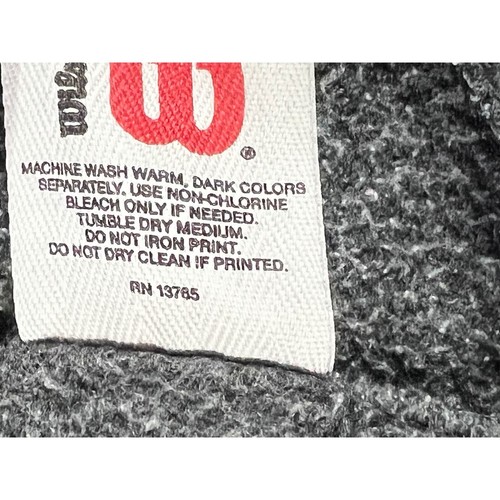 Wils
W®
MACHINE WASH WARM, DARK COLORS
SEPARATELY. USE NON-CHLORINE
BLEACH ONLY IF NEEDED.
TUMBLE DRY MEDIUM.
DO NOT IRON PRINT.
DO NOT DRY CLEAN IF PRINTED.
RN 13765